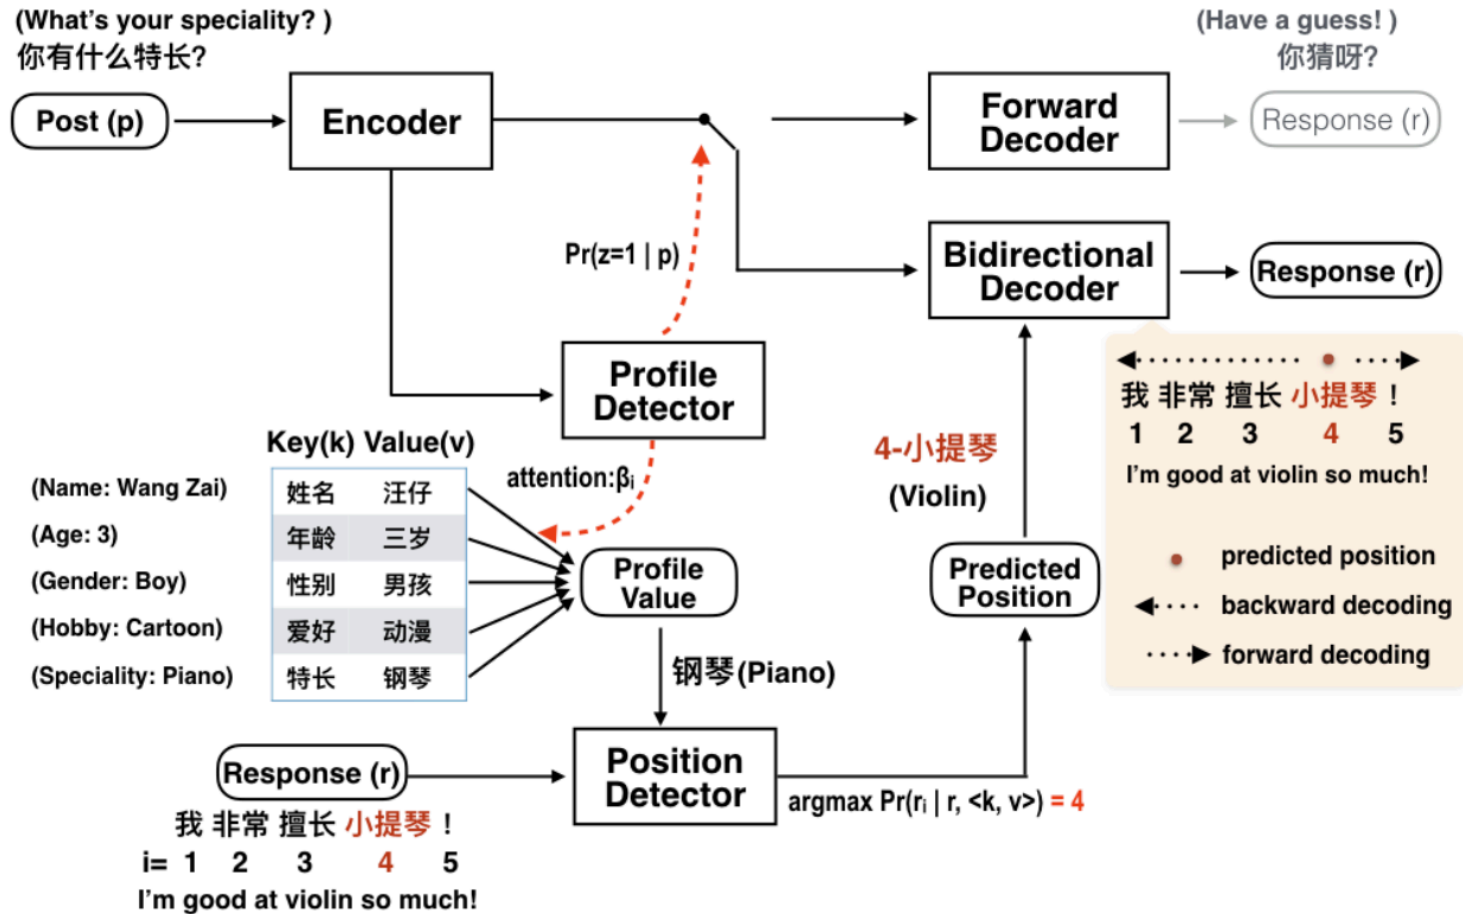 (What's your speciality? )
你有什么特长?
(Have a guess! )
你猜呀?
Post (p)
Encoder
Forward
Decoder
Response (r)
Pr(z=1 | p)
Bidirectional
Decoder
Response (r)
Profile
Detector
我 非常 擅长 小提琴 !
1 2 3 4 5
I'm good at violin so much!
predicted position
backward decoding
forward decoding
Key(k) Value(v)
attention:βᵢ
(Name: Wang Zai) 姓名 汪仔
(Age: 3) 年龄 三岁
(Gender: Boy) 性别 男孩
(Hobby: Cartoon) 爱好 动漫
(Speciality: Piano) 特长 钢琴
Profile
Value
4-小提琴
(Violin)
Predicted
Position
钢琴(Piano)
Response (r)
Position
Detector
argmax Pr(rᵢ | r, <k, v>) = 4
我 非常 擅长 小提琴 !
i= 1 2 3 4 5
I'm good at violin so much!